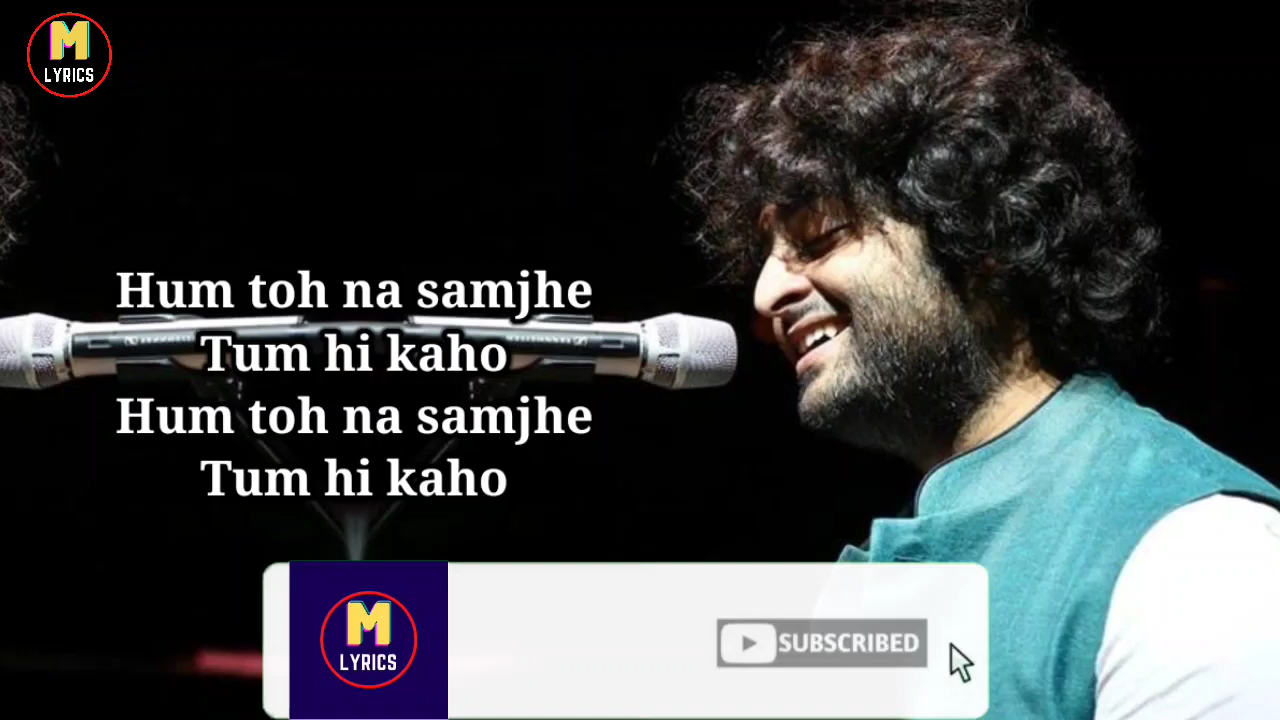 M
LYRICS
Hum toh na samjhe
Tum hi kaho
Hum toh na samjhe
Tum hi kaho
M
LYRICS
SUBSCRIBED